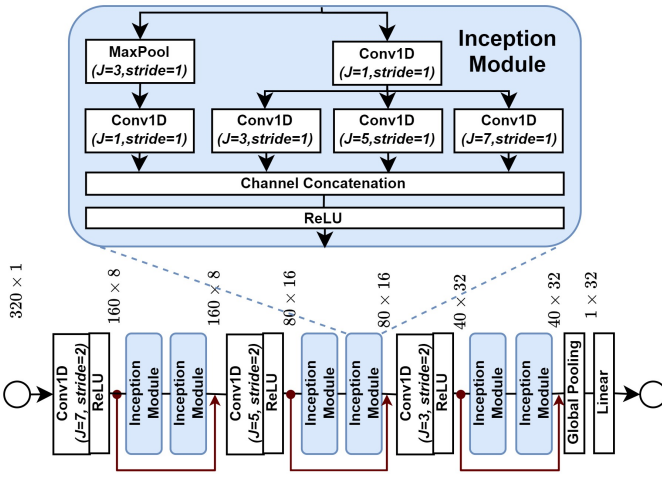 Inception
Module
MaxPool
(J=3,stride=1)
Conv1D
(J=1,stride=1)
Conv1D
(J=1,stride=1)
Conv1D
(J=3,stride=1)
Conv1D
(J=5,stride=1)
Conv1D
(J=7,stride=1)
Channel Concatenation
ReLU
320 × 1
160 × 8
160 × 8
80 × 16
80 × 16
40 × 32
40 × 32
1 × 32
Conv1D
(J=7, stride=2)
ReLU
Inception
Module
Inception
Module
Conv1D
(J=5, stride=2)
ReLU
Inception
Module
Inception
Module
Conv1D
(J=3, stride=2)
ReLU
Inception
Module
Inception
Module
Global Pooling
Linear